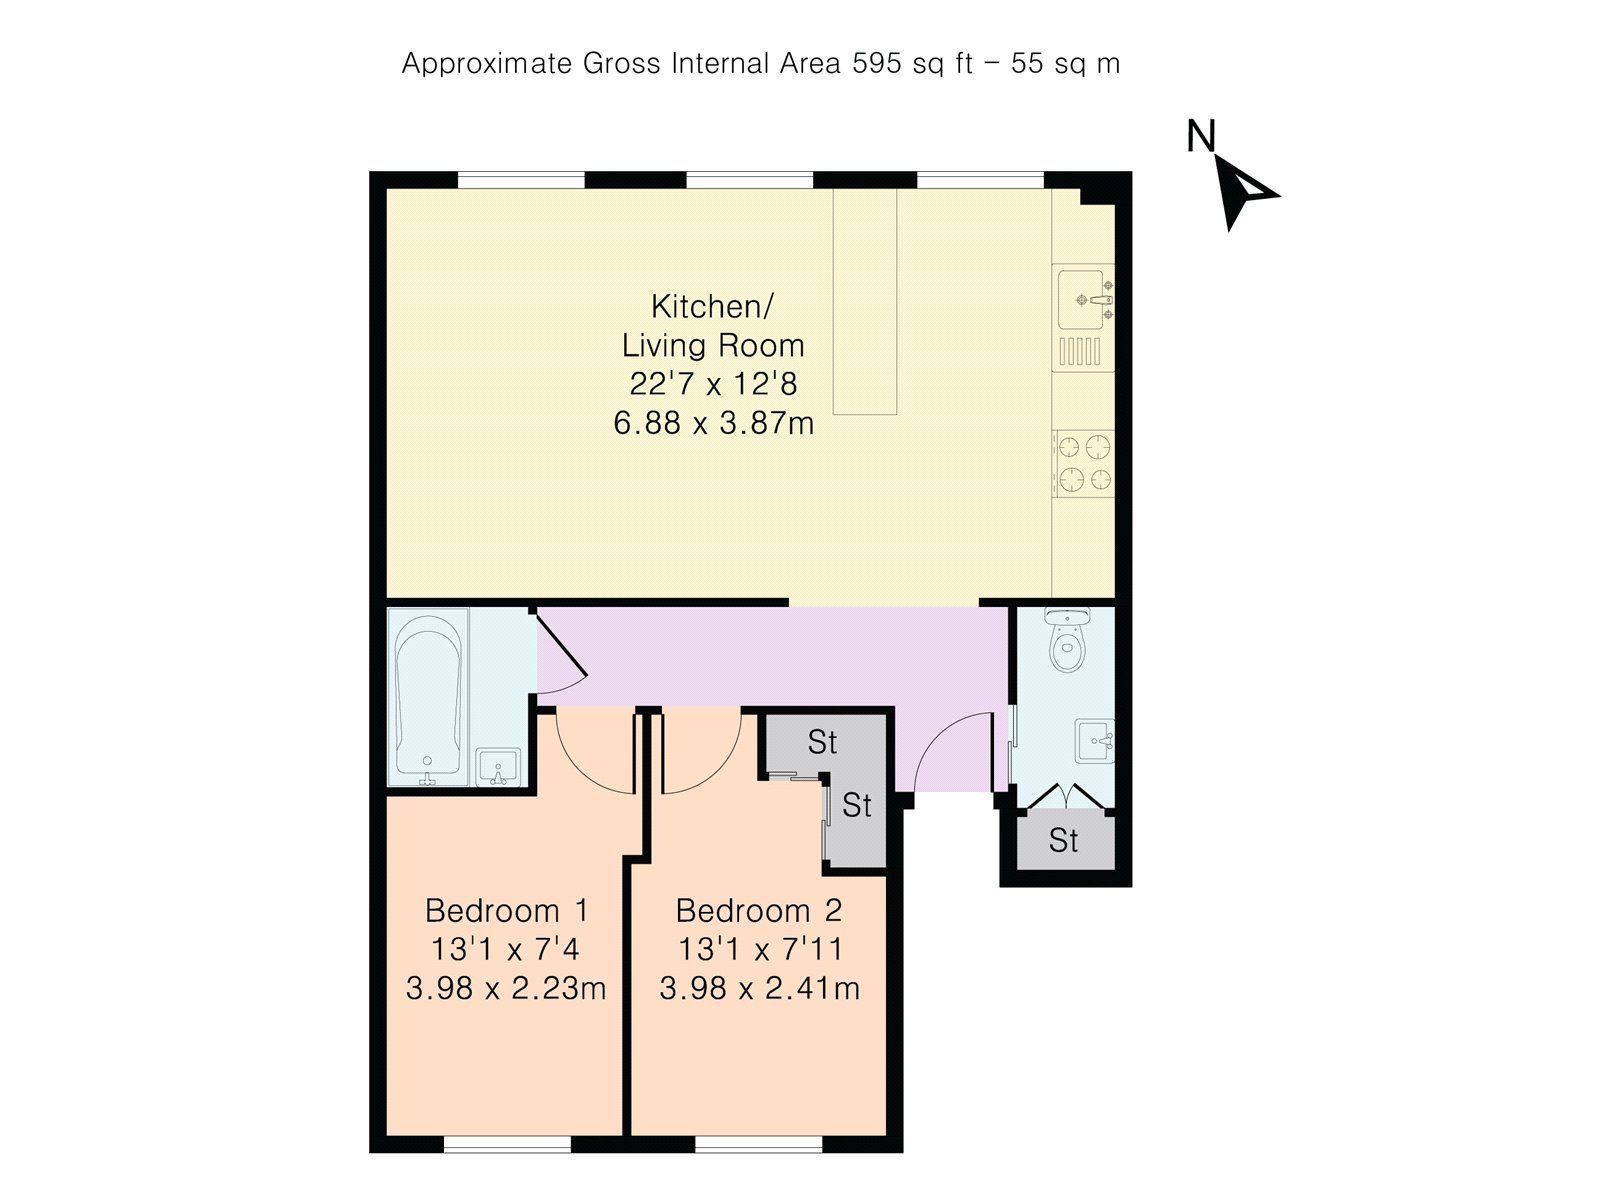 Approximate Gross Internal Area 595 sq ft – 55 sq m
N
Kitchen/
Living Room
22'7 x 12'8
6.88 x 3.87m
St
St
St
Bedroom 1
13'1 x 7'4
3.98 x 2.23m
Bedroom 2
13'1 x 7'11
3.98 x 2.41m